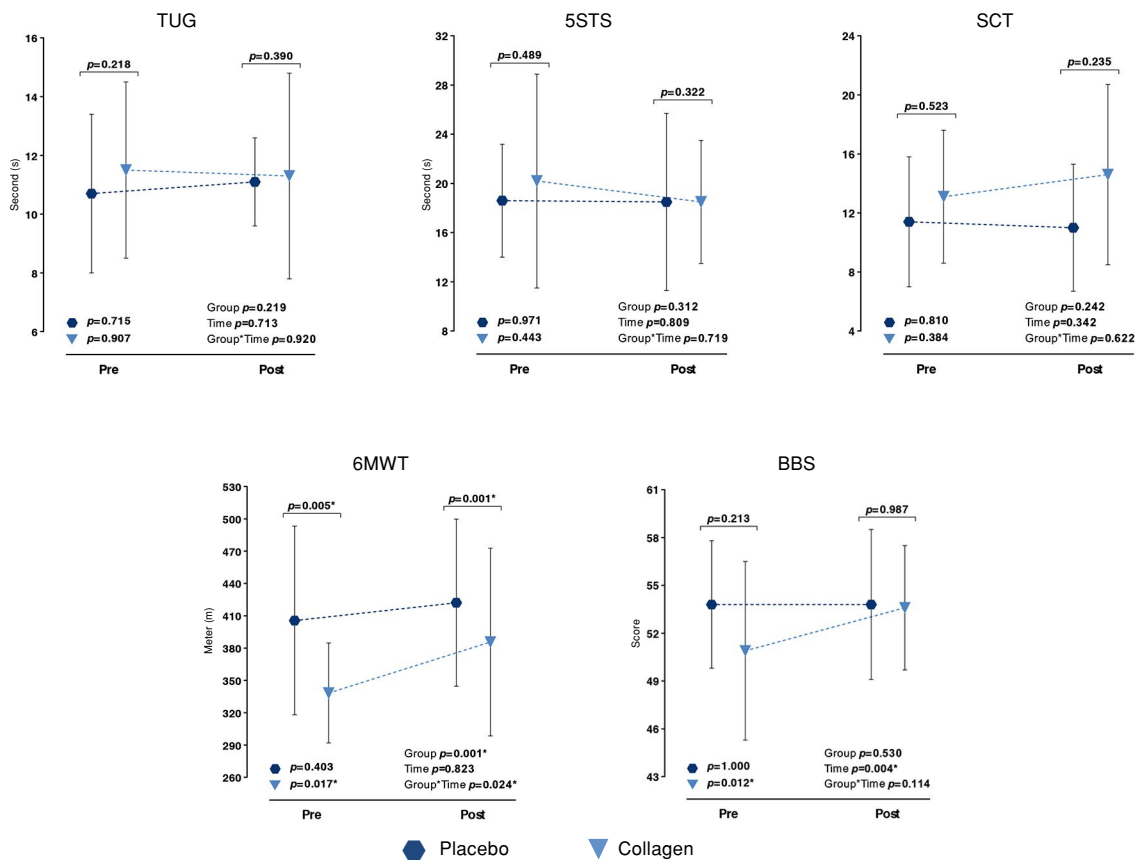 TUG
16
14
12
10
8
6
Second (s)
p=0.218
p=0.390
p=0.715
p=0.907
Group p=0.219
Time p=0.713
Group*Time p=0.920
Pre
Post
5STS
32
28
24
20
16
12
8
Second (s)
p=0.489
p=0.322
p=0.971
p=0.443
Group p=0.312
Time p=0.809
Group*Time p=0.719
Pre
Post
SCT
24
20
16
12
8
4
p=0.523
p=0.235
p=0.810
p=0.384
Group p=0.242
Time p=0.342
Group*Time p=0.622
Pre
Post
6MWT
530
500
470
440
410
380
350
320
290
260
Meter (m)
p=0.005*
p=0.001*
p=0.403
p=0.017*
Group p=0.001*
Time p=0.823
Group*Time p=0.024*
Pre
Post
BBS
61
58
55
52
49
46
43
Score
p=0.213
p=0.987
p=1.000
p=0.012*
Group p=0.530
Time p=0.004*
Group*Time p=0.114
Pre
Post
Placebo
Collagen